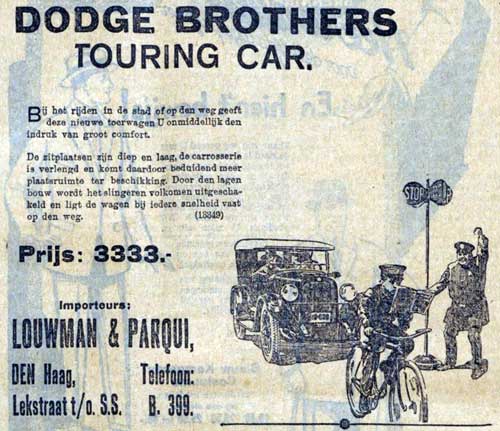 DODGE BROTHERS
TOURING CAR.
Bij het rijden in de stad of op den weg geeft
deze nieuwe toerwagen U onmiddellijk den
indruk van groot comfort.
De zitplaatsen zijn diep en laag, de carrosserie
is verlengd en komt daardoor beduidend meer
plaatsruimte ter beschikking. Door den lagen
bouw wordt het slingeren volkomen uitgescha-
keld en ligt de wagen bij iedere snelheid vast
op den weg. (13349)
STOP
Prijs: 3333.-
Importeurs:
LOUWMAN & PARQUI,
DEN Haag, Telefoon:
Lekstraat t/o. S.S. B. 399.